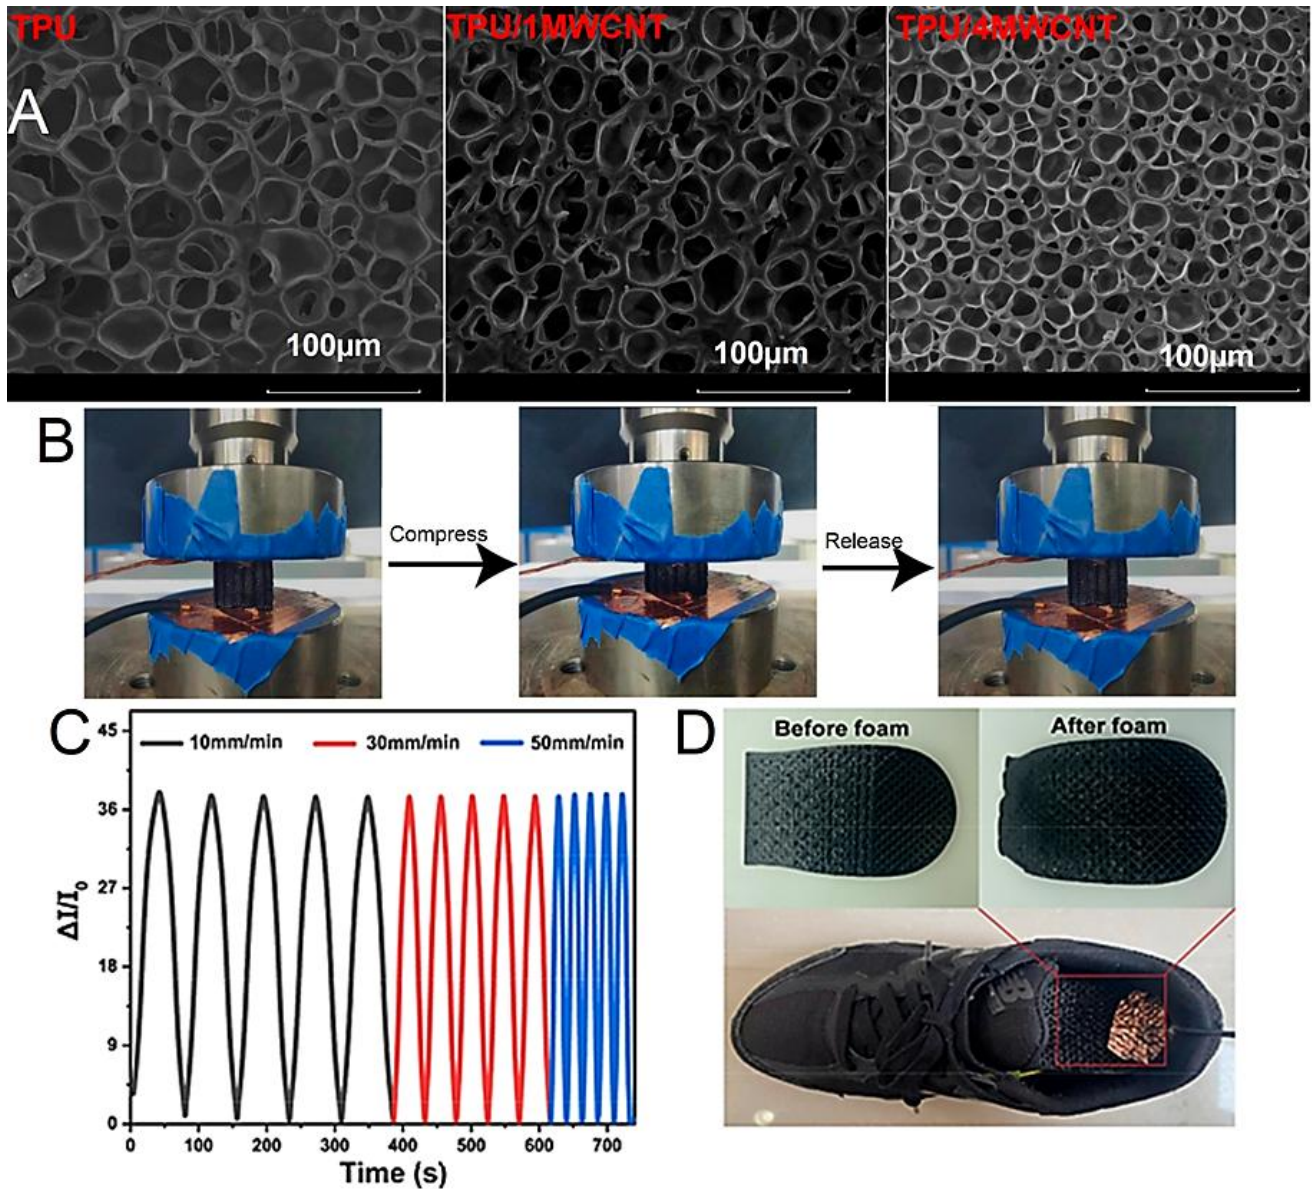 TPU
TPU/1MWCNT
TPU/4MWCNT
A
100μm
100μm
100μm
B
Compress
Release
C
10mm/min
30mm/min
50mm/min
45
36
27
18
9
0
ΔI/I₀
0
100
200
300
400
500
600
700
Time (s)
D
Before foam
After foam